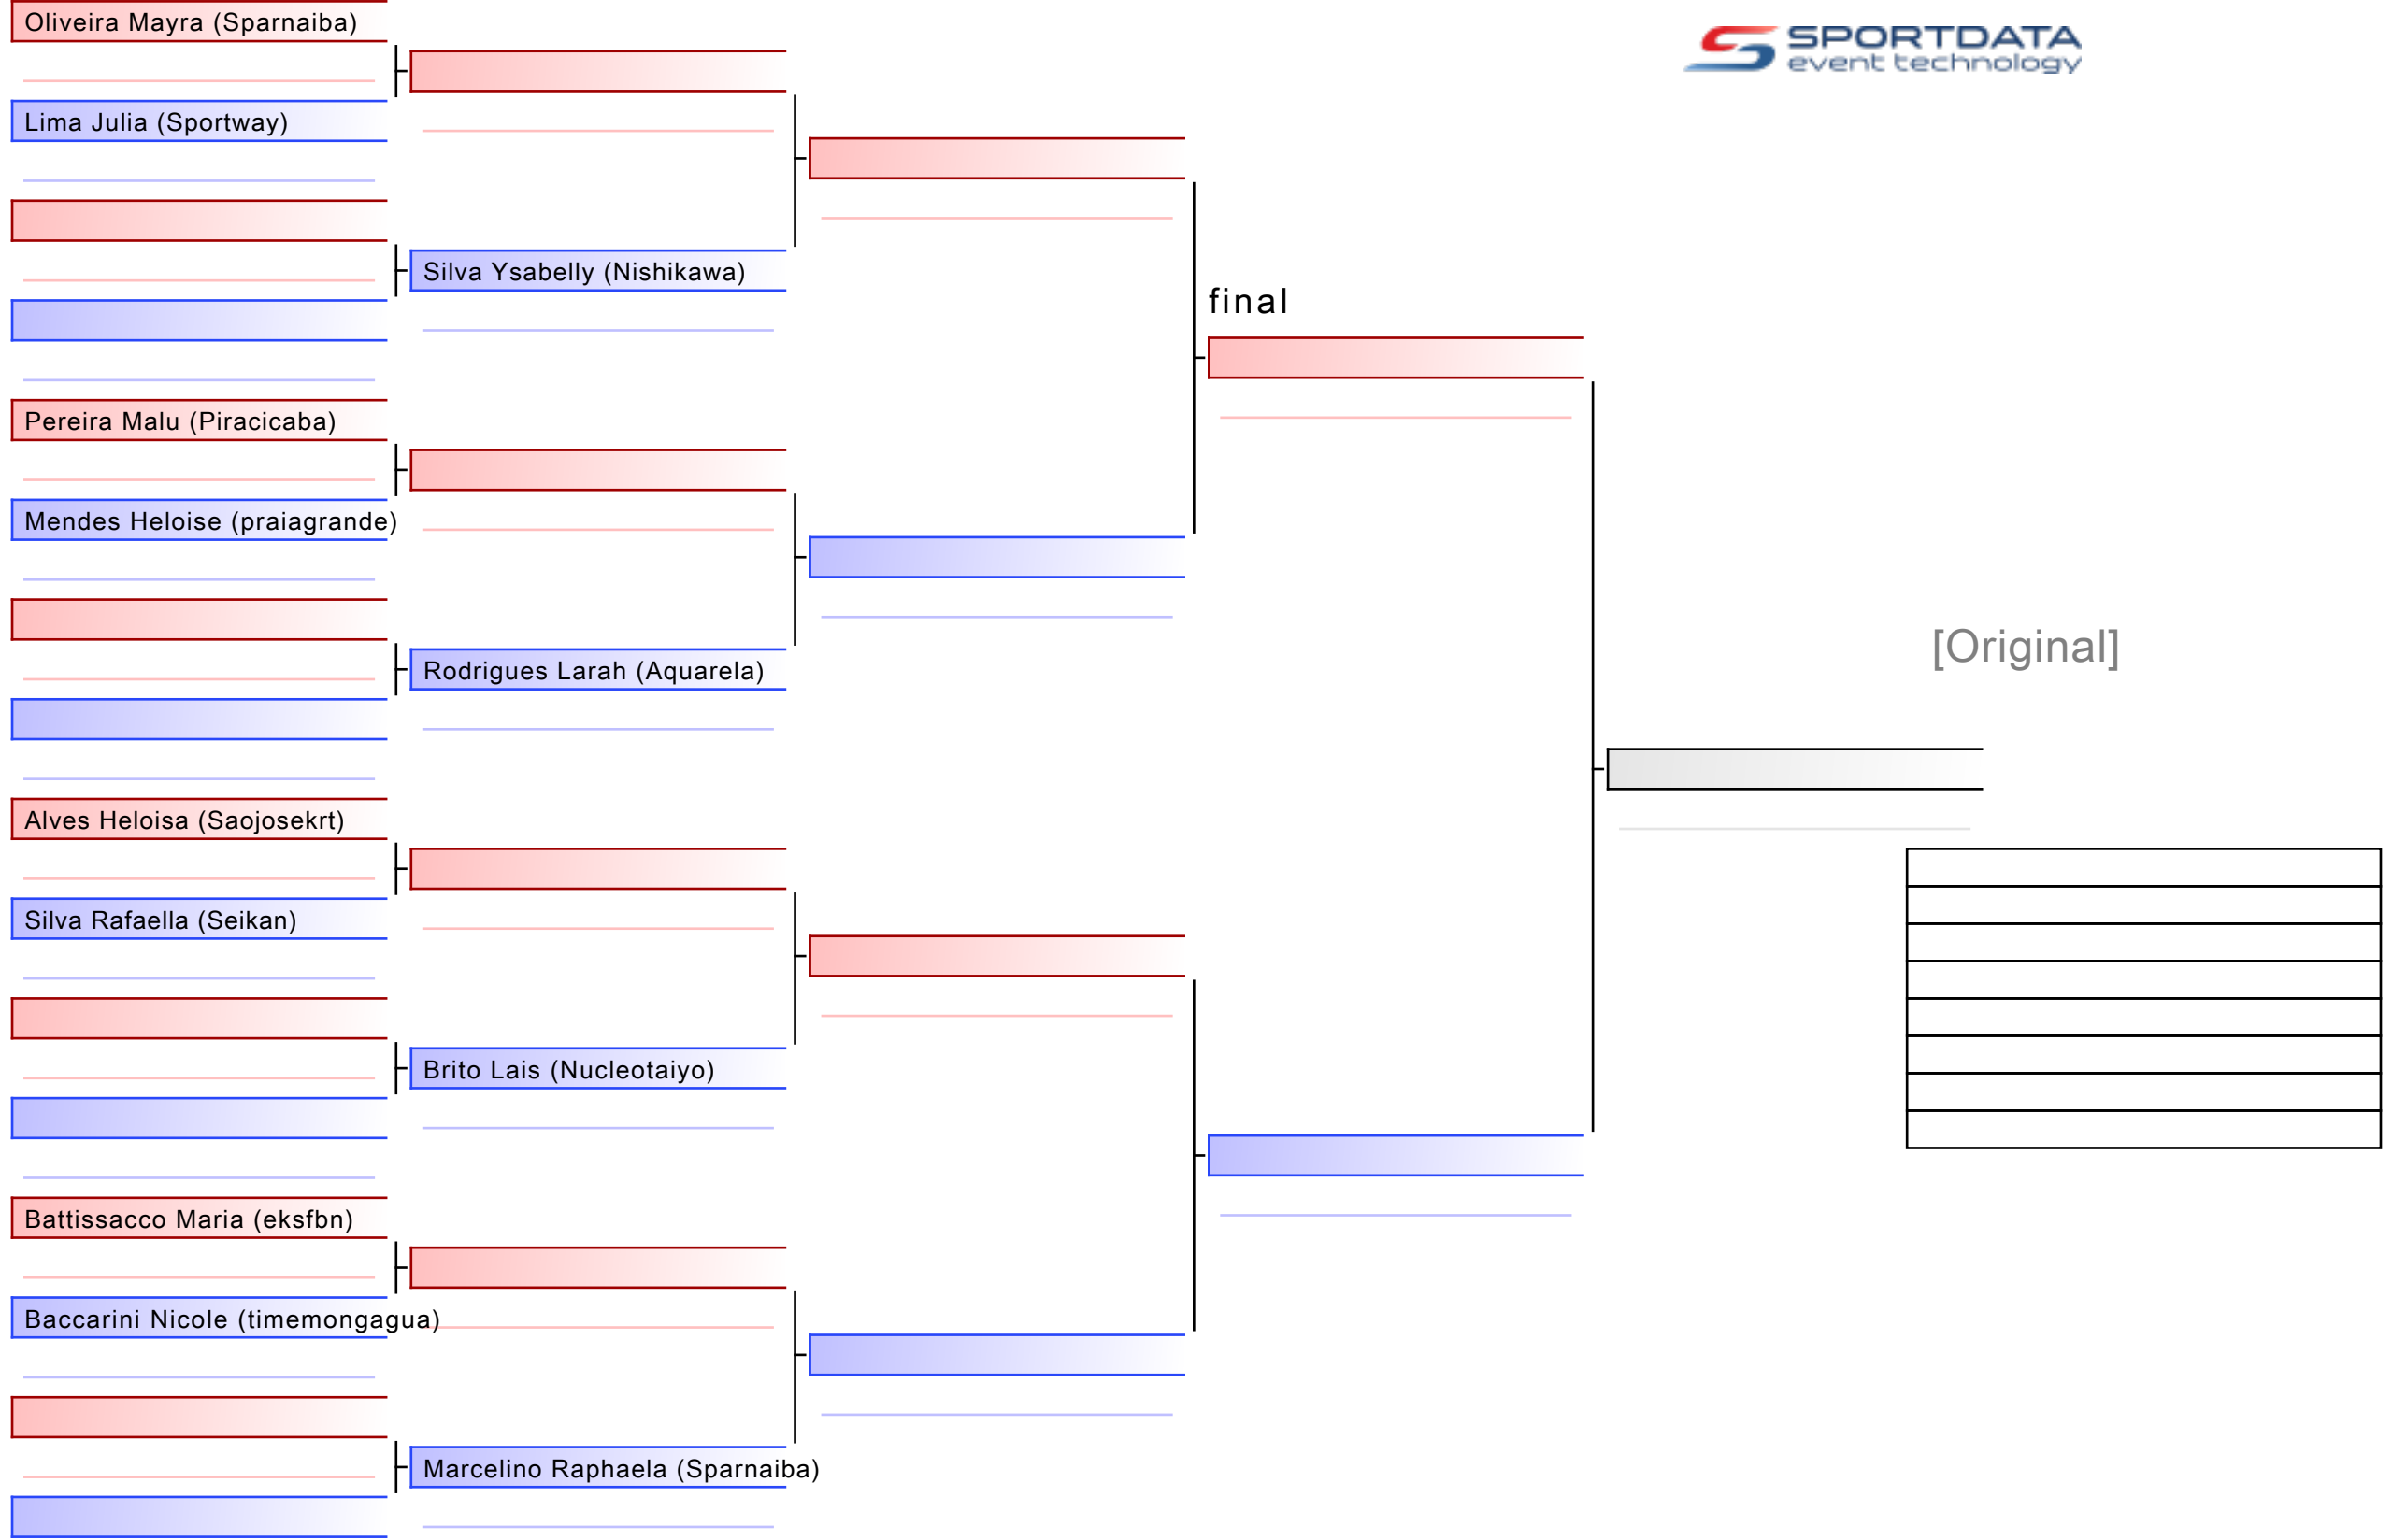 Oliveira Mayra (Sparnaiba)
SPORTDATA
event technology
Lima Julia (Sportway)
Silva Ysabelly (Nishikawa)
final
Pereira Malu (Piracicaba)
Mendes Heloise (praiagrande)
[Original]
Rodrigues Larah (Aquarela)
Alves Heloisa (Saojosekrt)
Silva Rafaella (Seikan)
Brito Lais (Nucleotaiyo)
Battissacco Maria (eksfbn)
Baccarini Nicole (timemongagua)
Marcelino Raphaela (Sparnaiba)